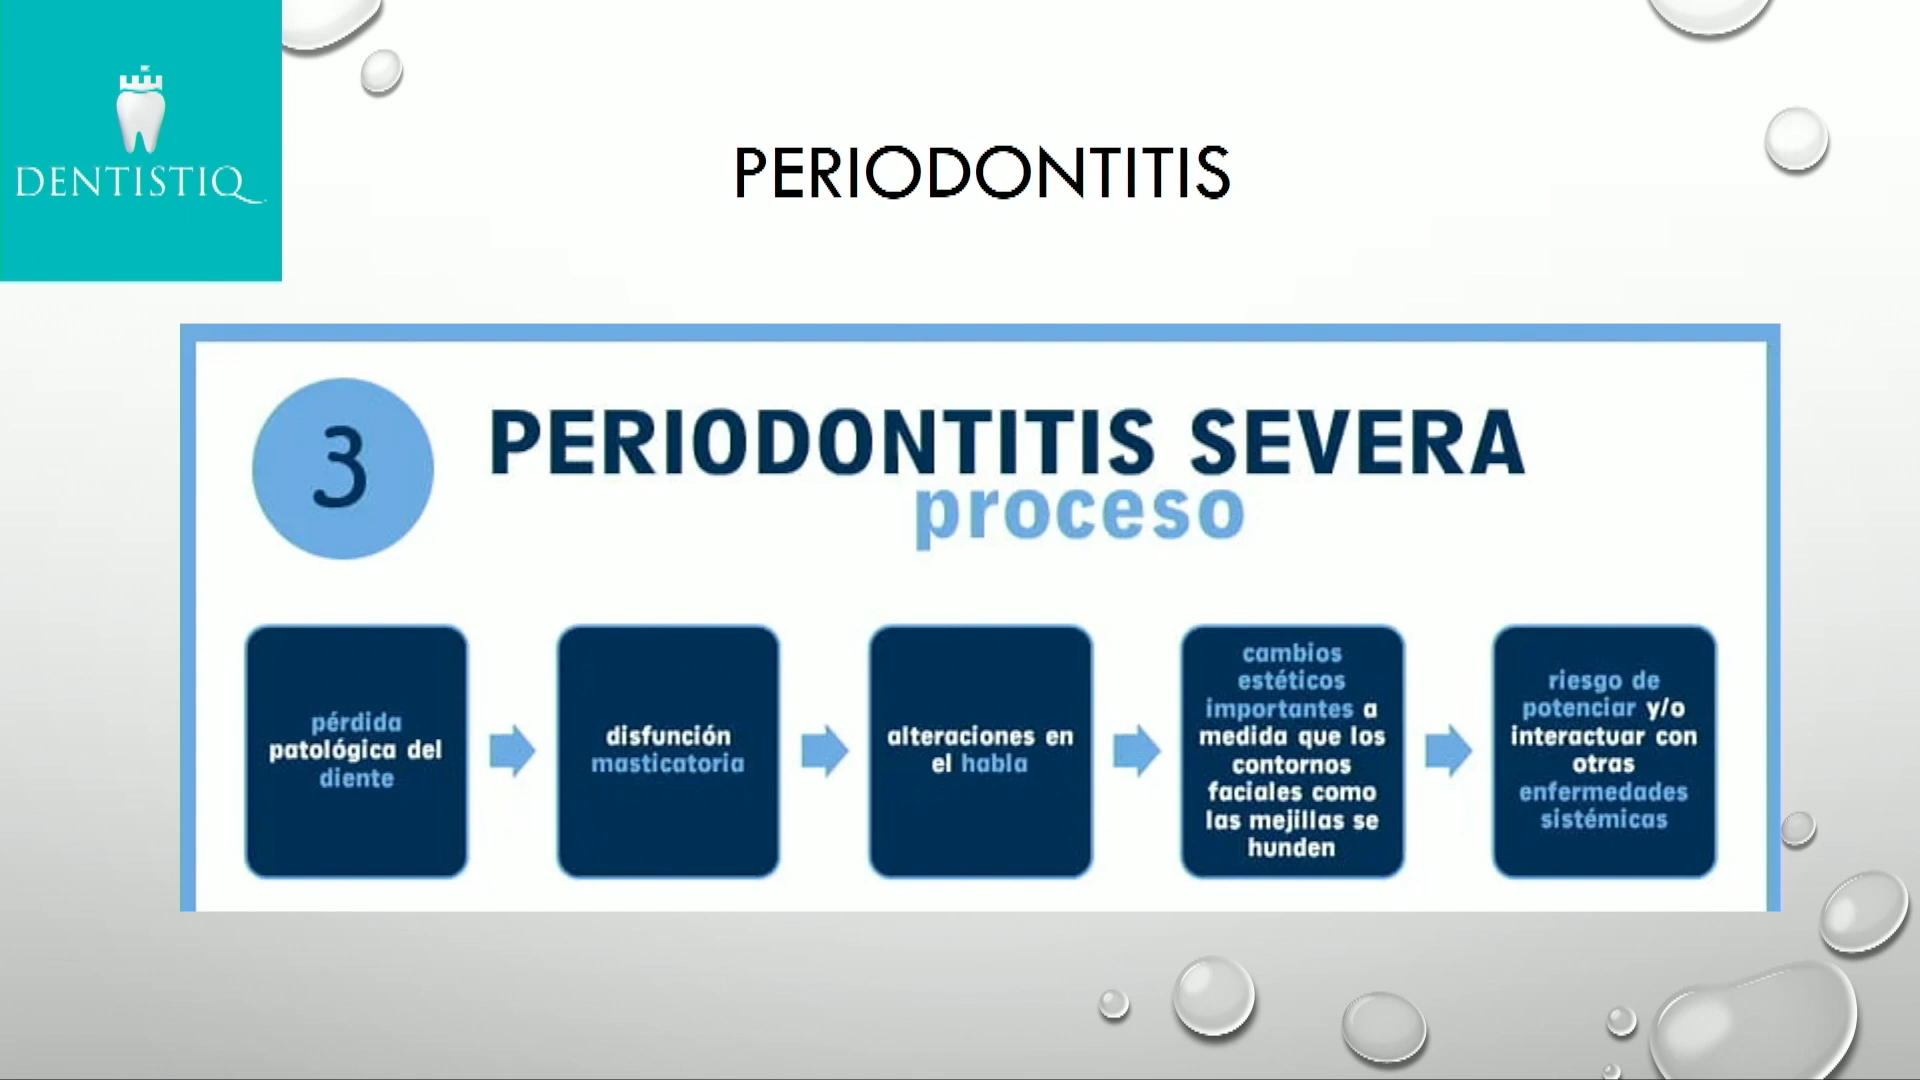 DENTISTIQ
PERIODONTITIS
3
PERIODONTITIS SEVERA
proceso
pérdida
patológica del
diente
disfunción
masticatoria
alteraciones en
el habla
cambios
estéticos
importantes a
medida que los
contornos
faciales como
las mejillas se
hunden
riesgo de
potenciar y/o
interactuar con
otras
enfermedades
sistémicas